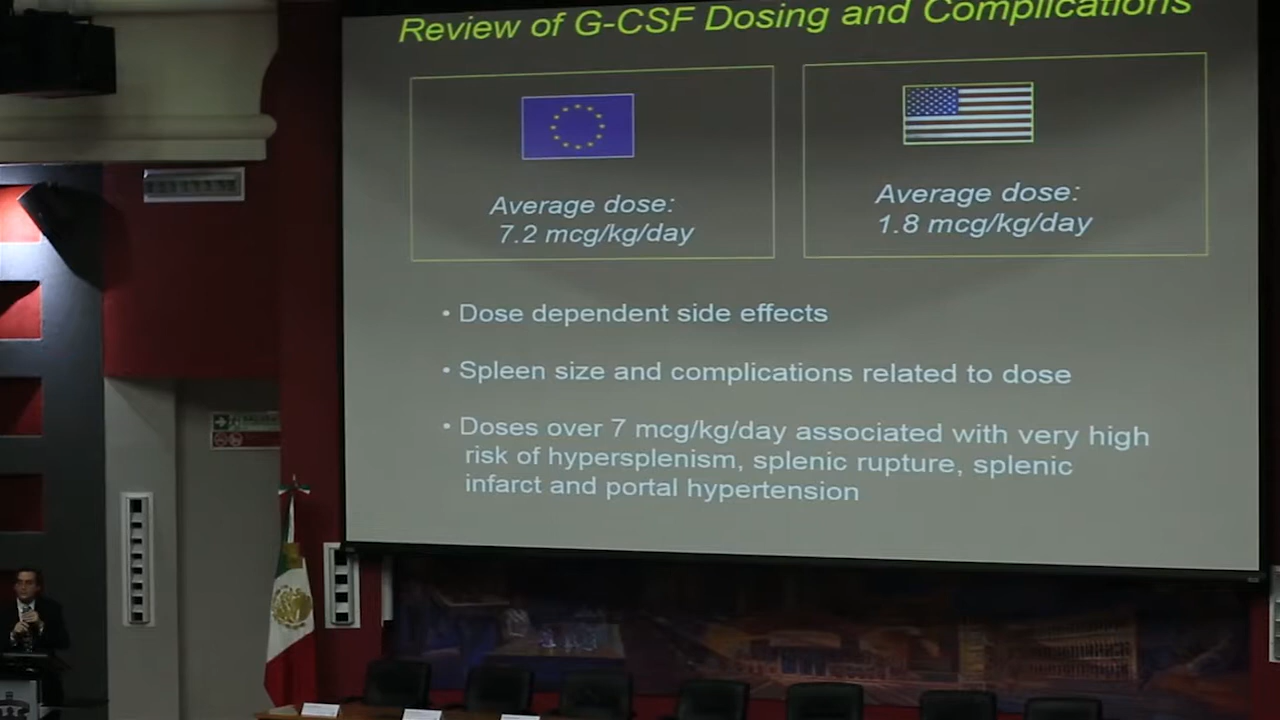 Review of G-CSF Dosing and Complications
Average dose:
7.2 mcg/kg/day
Average dose:
1.8 mcg/kg/day
• Dose dependent side effects
• Spleen size and complications related to dose
• Doses over 7 mcg/kg/day associated with very high
risk of hypersplenism, splenic rupture, splenic
infarct and portal hypertension